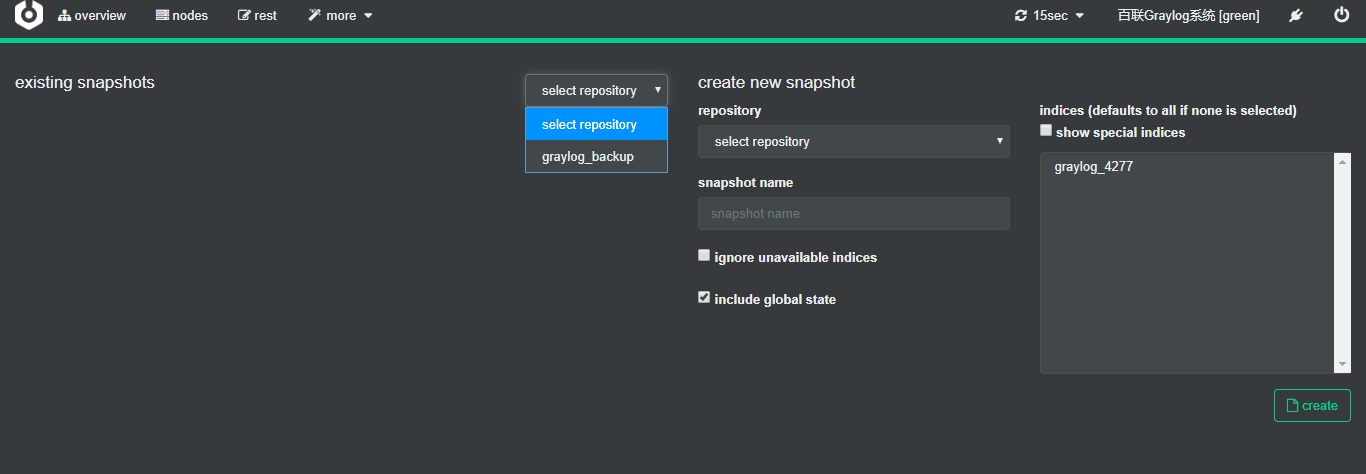 overview
nodes
rest
more
15sec
百联Graylog系统 [green]
existing snapshots
select repository
select repository
graylog_backup
create new snapshot
repository
select repository
snapshot name
snapshot name
ignore unavailable indices
include global state
indices (defaults to all if none is selected)
show special indices
graylog_4277
create